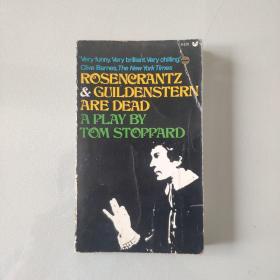 'Very funny. Very brilliant. Very chilling'
Clive Barnes, The New York Times
ROSENCRANTZ
& GUILDENSTERN
ARE DEAD
A PLAY BY
TOM STOPPARD